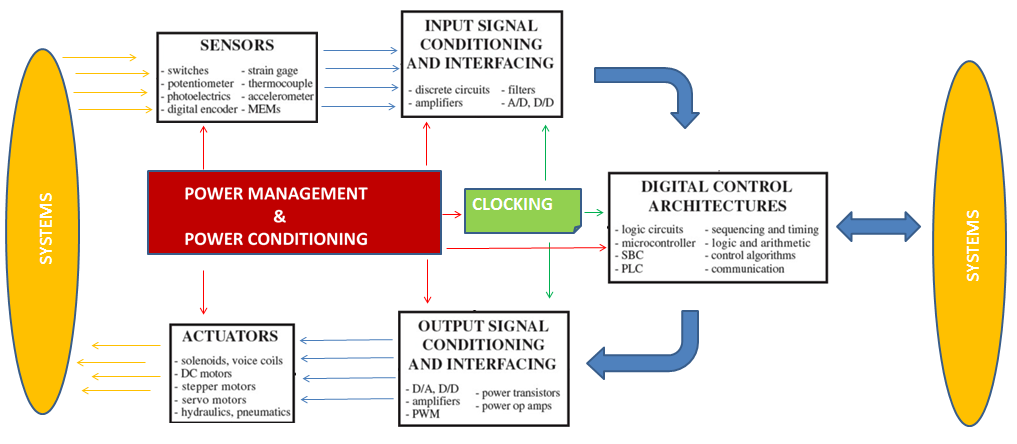 SENSORS
- switches
- potentiometer
- photoelectrics
- digital encoder
- strain gage
- thermocouple
- accelerometer
- MEMs
INPUT SIGNAL
CONDITIONING
AND INTERFACING
- discrete circuits
- amplifiers
- filters
- A/D, D/D
SYSTEMS
POWER MANAGEMENT
&
POWER CONDITIONING
CLOCKING
DIGITAL CONTROL
ARCHITECTURES
- logic circuits
- microcontroller
- SBC
- PLC
- sequencing and timing
- logic and arithmetic
- control algorithms
- communication
SYSTEMS
ACTUATORS
- solenoids, voice coils
- DC motors
- stepper motors
- servo motors
- hydraulics, pneumatics
OUTPUT SIGNAL
CONDITIONING
AND INTERFACING
- D/A, D/D
- amplifiers
- PWM
- power transistors
- power op amps